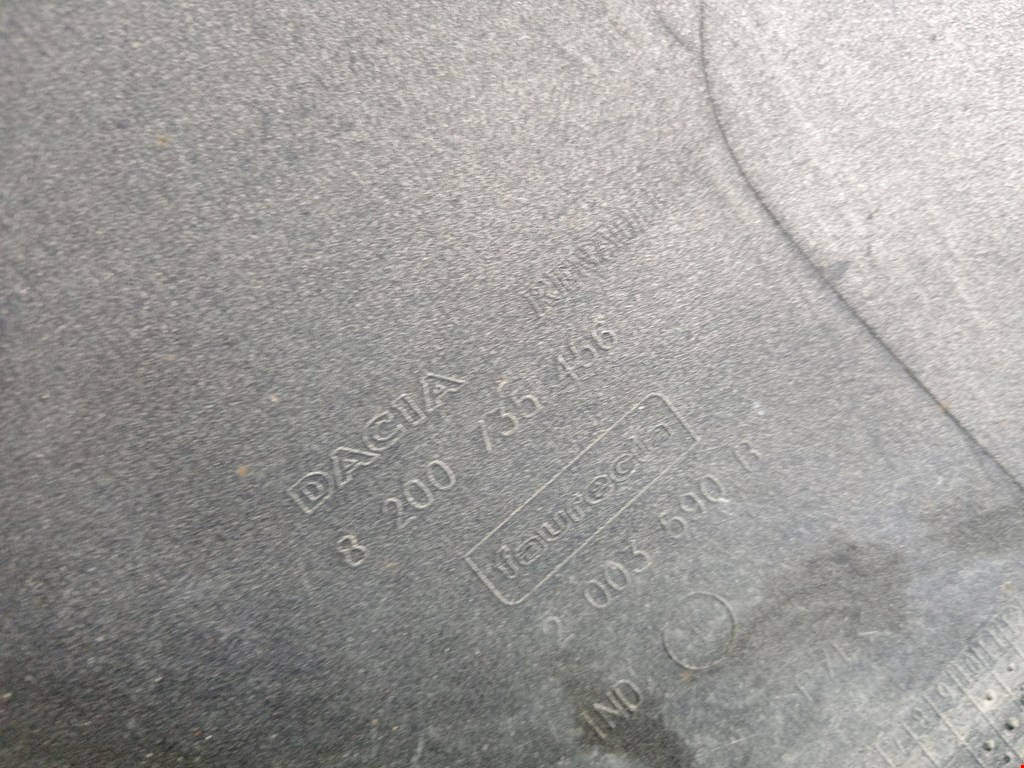 DACIA RENAULT
8 200 735 456
faurecia
2 003 590 B
IND